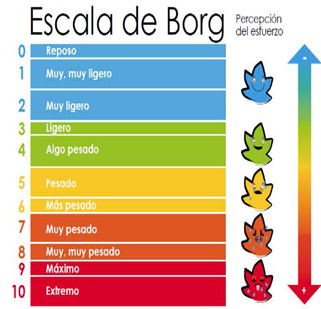 Escala de Borg
Percepción
del esfuerzo
0 Reposo
1 Muy, muy ligero
2 Muy ligero
3 Ligero
4 Algo pesado
5 Pesado
6 Más pesado
7 Muy pesado
8 Muy, muy pesado
9 Máximo
10 Extremo
-
+